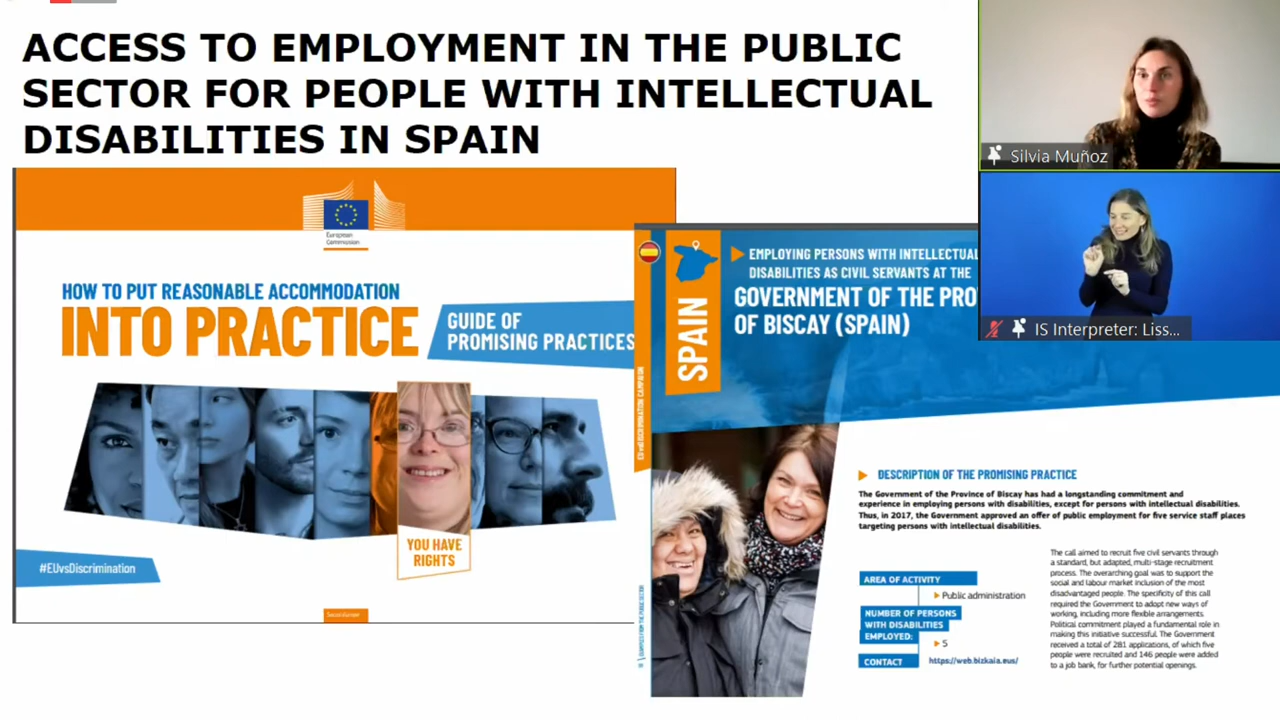 ACCESS TO EMPLOYMENT IN THE PUBLIC
SECTOR FOR PEOPLE WITH INTELLECTUAL
DISABILITIES IN SPAIN
Silvia Muñoz
IS Interpreter: Liss...
European
Commission
HOW TO PUT REASONABLE ACCOMMODATION
INTO PRACTICE
GUIDE OF
PROMISING PRACTICES
YOU HAVE
RIGHTS
#EUvsDiscrimination
Social Europe
SPAIN
EMPLOYING PERSONS WITH INTELLECTUAL
DISABILITIES AS CIVIL SERVANTS AT THE
GOVERNMENT OF THE PRO
OF BISCAY (SPAIN)
EU vs DISCRIMINATION CAMPAIGN
DESCRIPTION OF THE PROMISING PRACTICE
The Government of the Province of Biscay has had a longstanding commitment and
experience in employing persons with disabilities, except for persons with intellectual disabilities.
Thus, in 2017, the Government approved an offer of public employment for five service staff places
targeting persons with intellectual disabilities.
AREA OF ACTIVITY
Public administration
NUMBER OF PERSONS
WITH DISABILITIES
EMPLOYED:
5
CONTACT
https://web.bizkaia.eus/
The call aimed to recruit five civil servants through
a standard, but adapted, multi-stage recruitment
process. The overarching goal was to support the
social and labour market inclusion of the most
disadvantaged people. The specificity of this call
required the Government to adopt new ways of
working, including more flexible arrangements.
Political commitment played a fundamental role in
making this initiative successful. The Government
received a total of 281 applications, of which five
people were recruited and 146 people were added
to a job bank, for further potential openings.